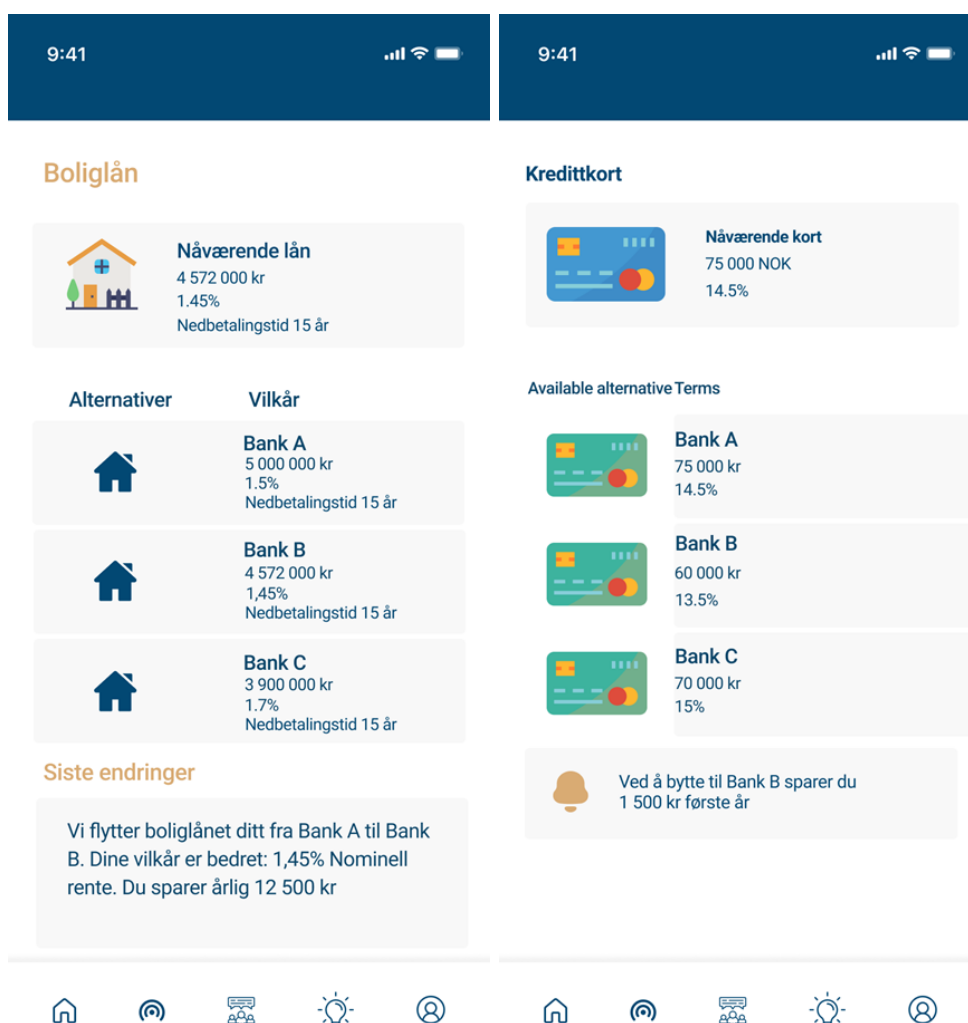 9:41
Boliglån
Nåværende lån
4 572 000 kr
1.45%
Nedbetalingstid 15 år
Alternativer Vilkår
Bank A
5 000 000 kr
1.5%
Nedbetalingstid 15 år
Bank B
4 572 000 kr
1,45%
Nedbetalingstid 15 år
Bank C
3 900 000 kr
1.7%
Nedbetalingstid 15 år
Siste endringer
Vi flytter boliglånet ditt fra Bank A til Bank
B. Dine vilkår er bedret: 1,45% Nominell
rente. Du sparer årlig 12 500 kr
9:41
Kredittkort
Nåværende kort
75 000 NOK
14.5%
Available alternative Terms
Bank A
75 000 kr
14.5%
Bank B
60 000 kr
13.5%
Bank C
70 000 kr
15%
Ved å bytte til Bank B sparer du
1 500 kr første år